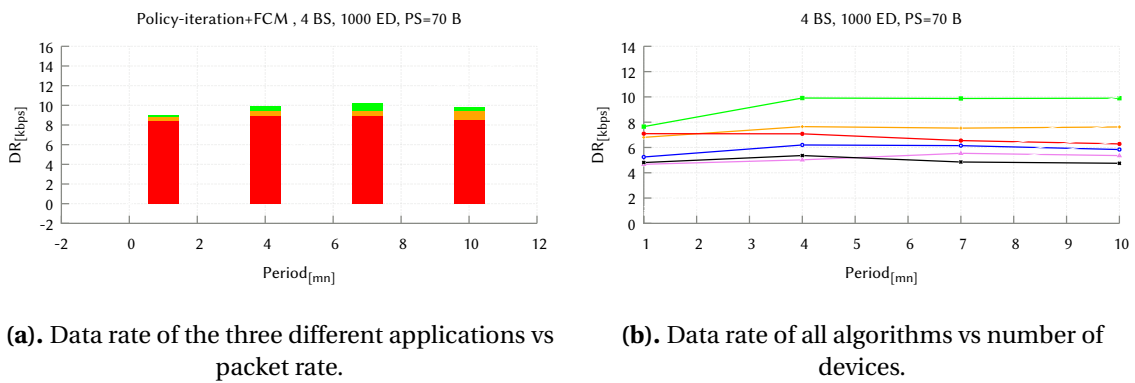 Policy-iteration+FCM , 4 BS, 1000 ED, PS=70 B
16
14
12
10
8
6
4
2
0
-2
DR[kbps]
-2 0 2 4 6 8 10 12
Period[mn]
(a). Data rate of the three different applications vs
packet rate.
4 BS, 1000 ED, PS=70 B
14
12
10
8
6
4
2
0
DR[kbps]
1 2 3 4 5 6 7 8 9 10
Period[mn]
(b). Data rate of all algorithms vs number of
devices.